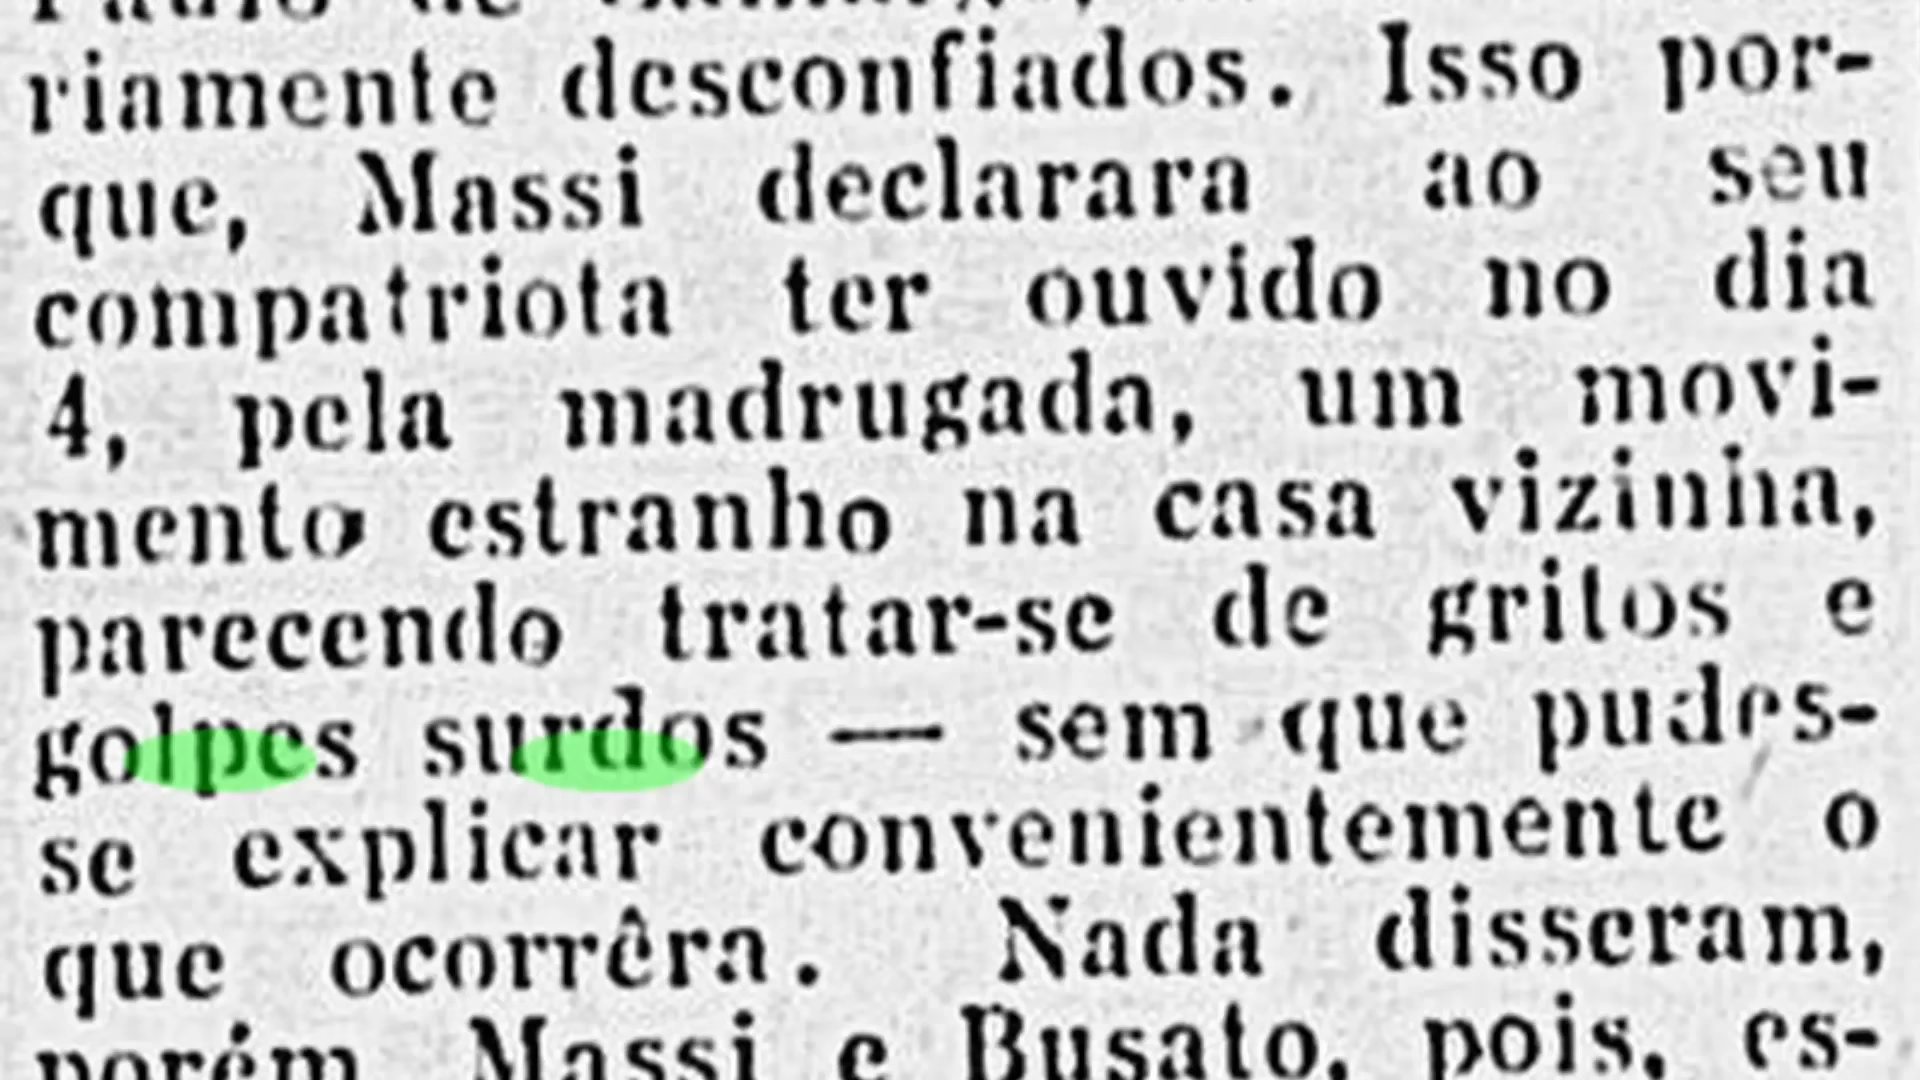 riamente desconfiados. Isso por-
que, Massi declarara ao seu
compatriota ter ouvido no dia
4, pela madrugada, um movi-
mento estranho na casa vizinha,
parecendo tratar-se de gritos e
golpes surdos — sem que pudes-
se explicar convenientemente o
que ocorrêra. Nada disseram,
porém Massi e Busato, pois, es-